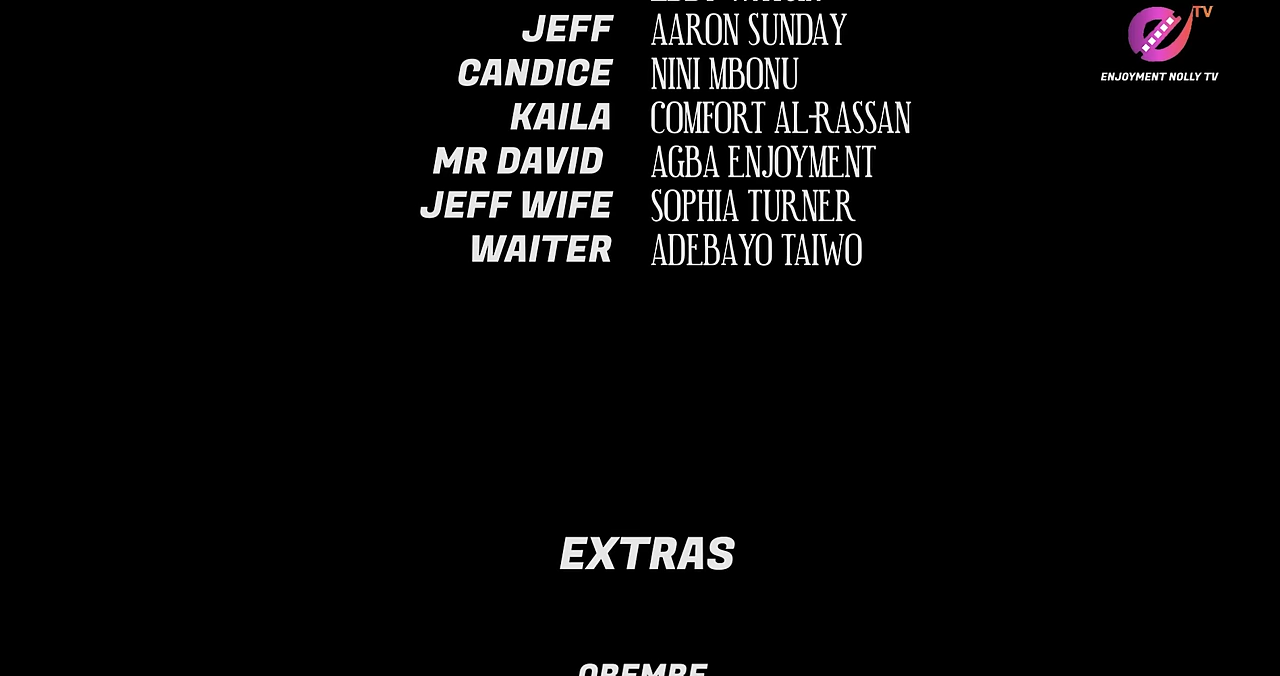 JEFF AARON SUNDAY
CANDICE NINI MBONU
KAILA COMFORT AL-RASSAN
MR DAVID AGBA ENJOYMENT
JEFF WIFE SOPHIA TURNER
WAITER ADEBAYO TAIWO
EXTRAS
TV
ENJOYMENT NOLLY TV